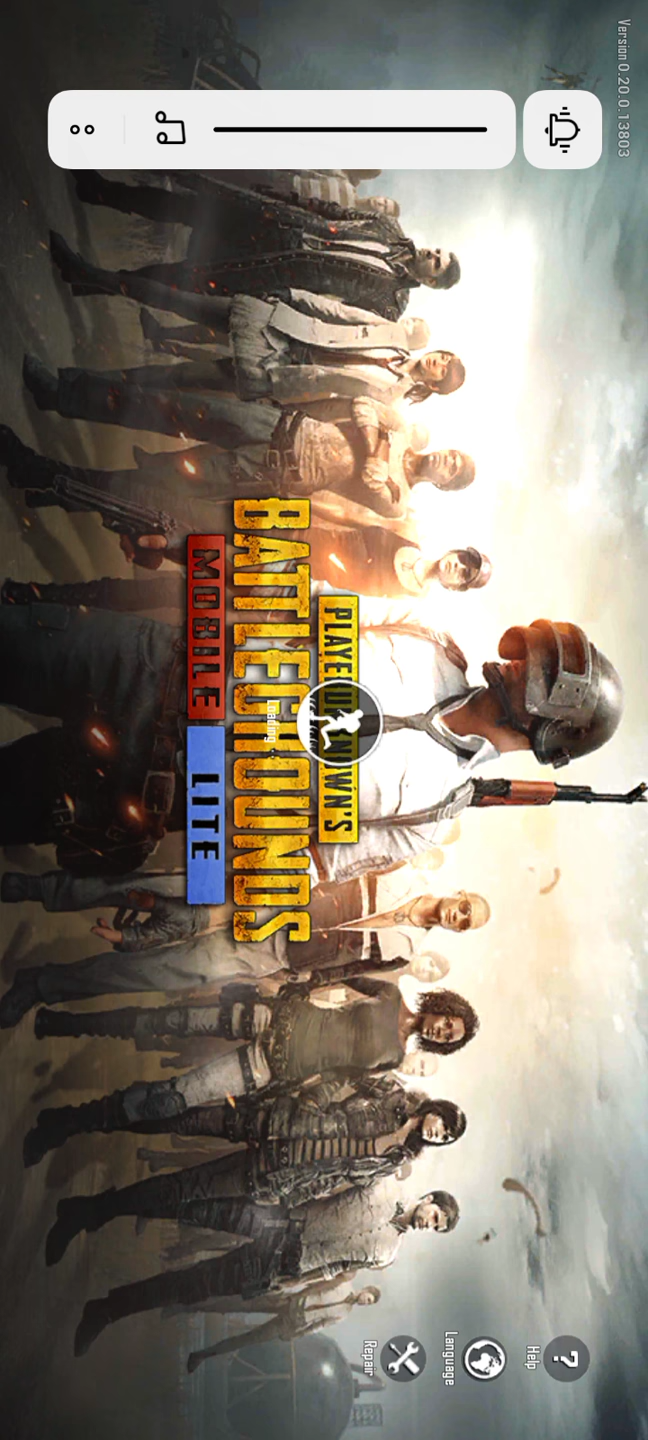 Version 0.20.0.13803
PLAYERUNKNOWN'S
BATTLEGROUNDS
MOBILE LITE
Loading
Help
Language
Repair